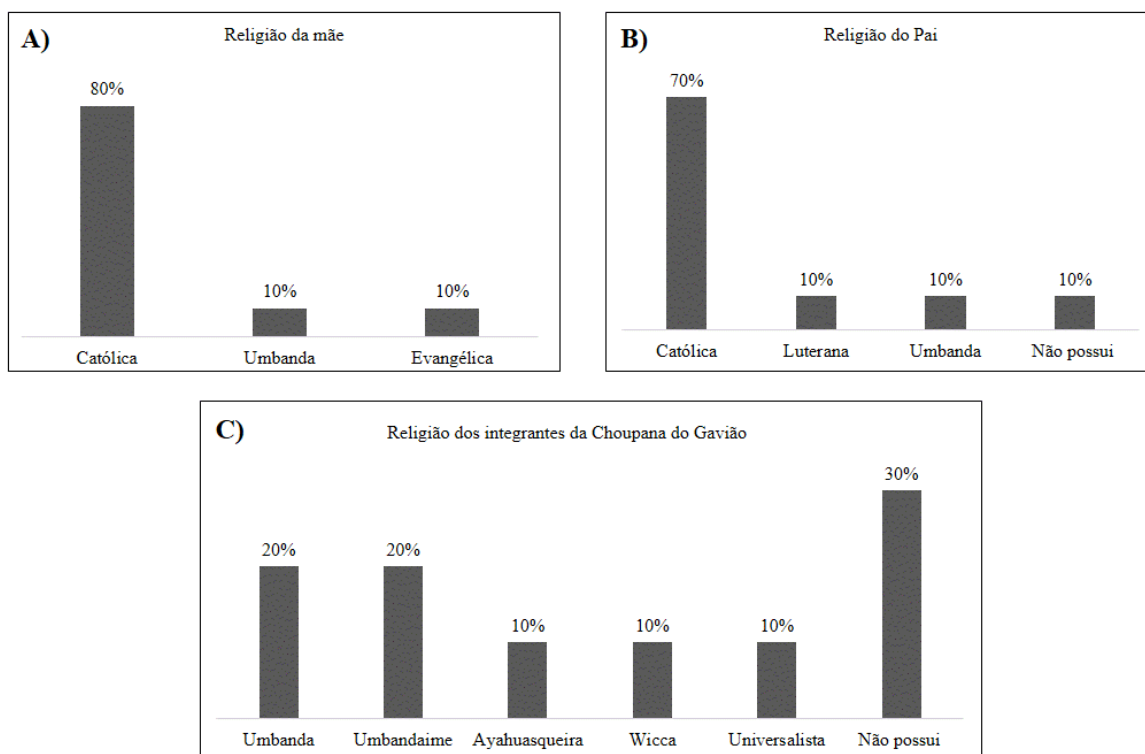 A)
Religião da mãe
80%
10%
10%
Católica
Umbanda
Evangélica
B)
Religião do Pai
70%
10%
10%
10%
Católica
Luterana
Umbanda
Não possui
C)
Religião dos integrantes da Choupana do Gavião
20%
20%
10%
10%
10%
30%
Umbanda
Umbandaime
Ayahuasqueira
Wicca
Universalista
Não possui